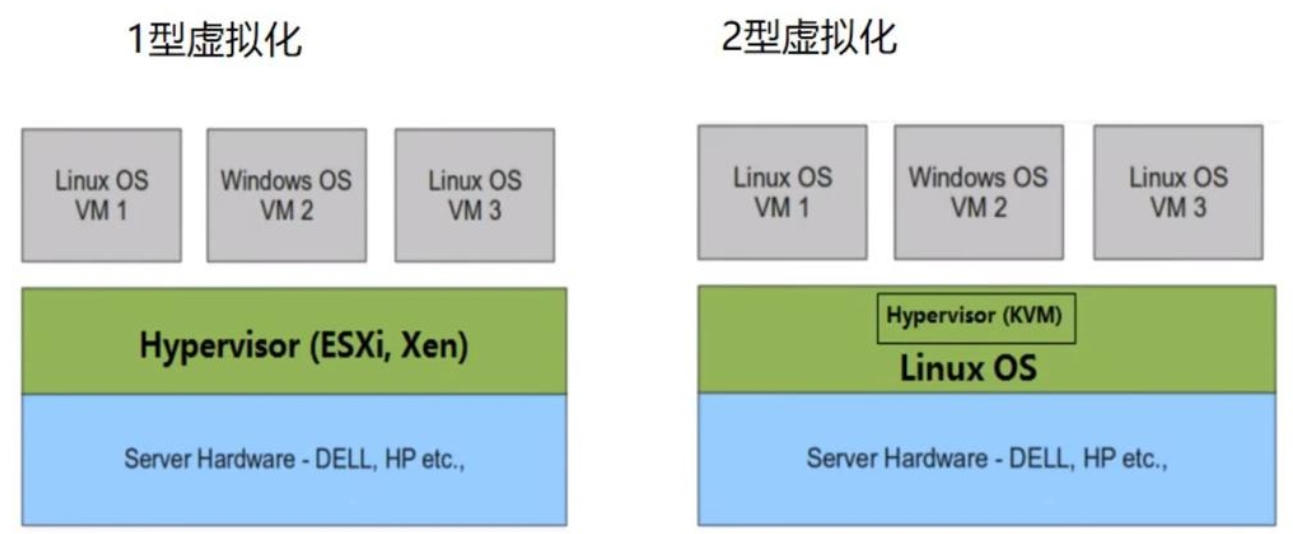 1型虚拟化
Linux OS
VM 1
Windows OS
VM 2
Linux OS
VM 3
Hypervisor (ESXi, Xen)
Server Hardware - DELL, HP etc.,
2型虚拟化
Linux OS
VM 1
Windows OS
VM 2
Linux OS
VM 3
Hypervisor (KVM)
Linux OS
Server Hardware - DELL, HP etc.,